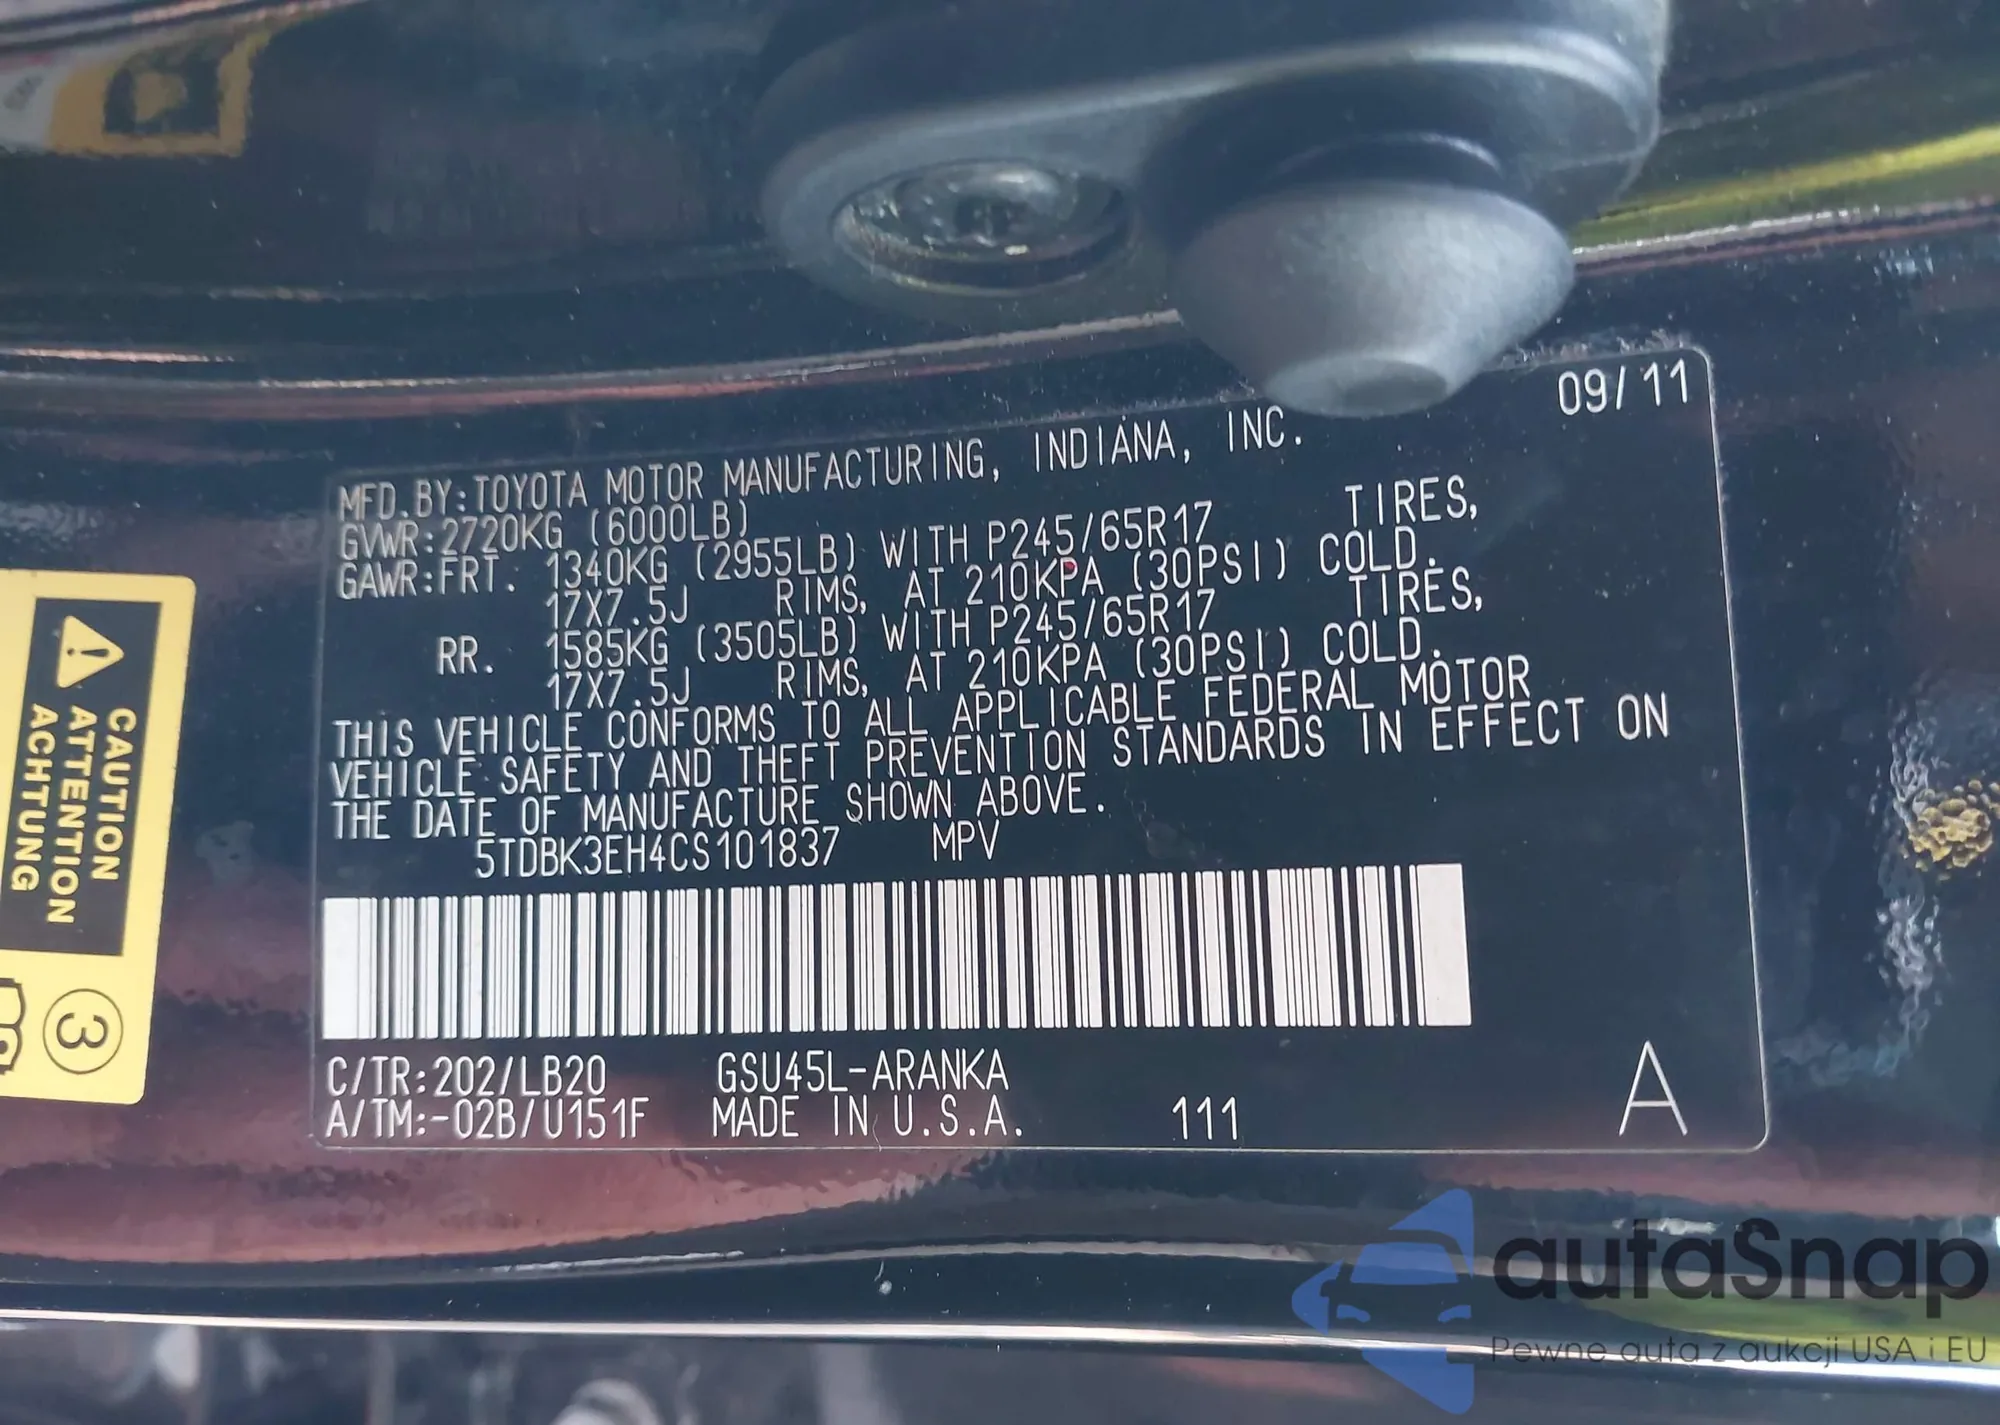 09/11
MFD.BY:TOYOTA MOTOR MANUFACTURING, INDIANA, INC.
GVWR:2720KG (6000LB)
GAWR:FRT. 1340KG (2955LB) WITH P245/65R17 TIRES,
17X7.5J RIMS, AT 210KPA (30PSI) COLD.
RR. 1585KG (3505LB) WITH P245/65R17 TIRES,
17X7.5J RIMS, AT 210KPA (30PSI) COLD.
THIS VEHICLE CONFORMS TO ALL APPLICABLE FEDERAL MOTOR
VEHICLE SAFETY AND THEFT PREVENTION STANDARDS IN EFFECT ON
THE DATE OF MANUFACTURE SHOWN ABOVE.
5TDBK3EH4CS101837 MPV
C/TR:202/LB20 GSU45L-ARANKA
A/TM:-02B/U151F MADE IN U.S.A. 111 A
CAUTION
ATTENTION
ACHTUNG
3
autaSnap
Pewne auta z aukcji USA i EU